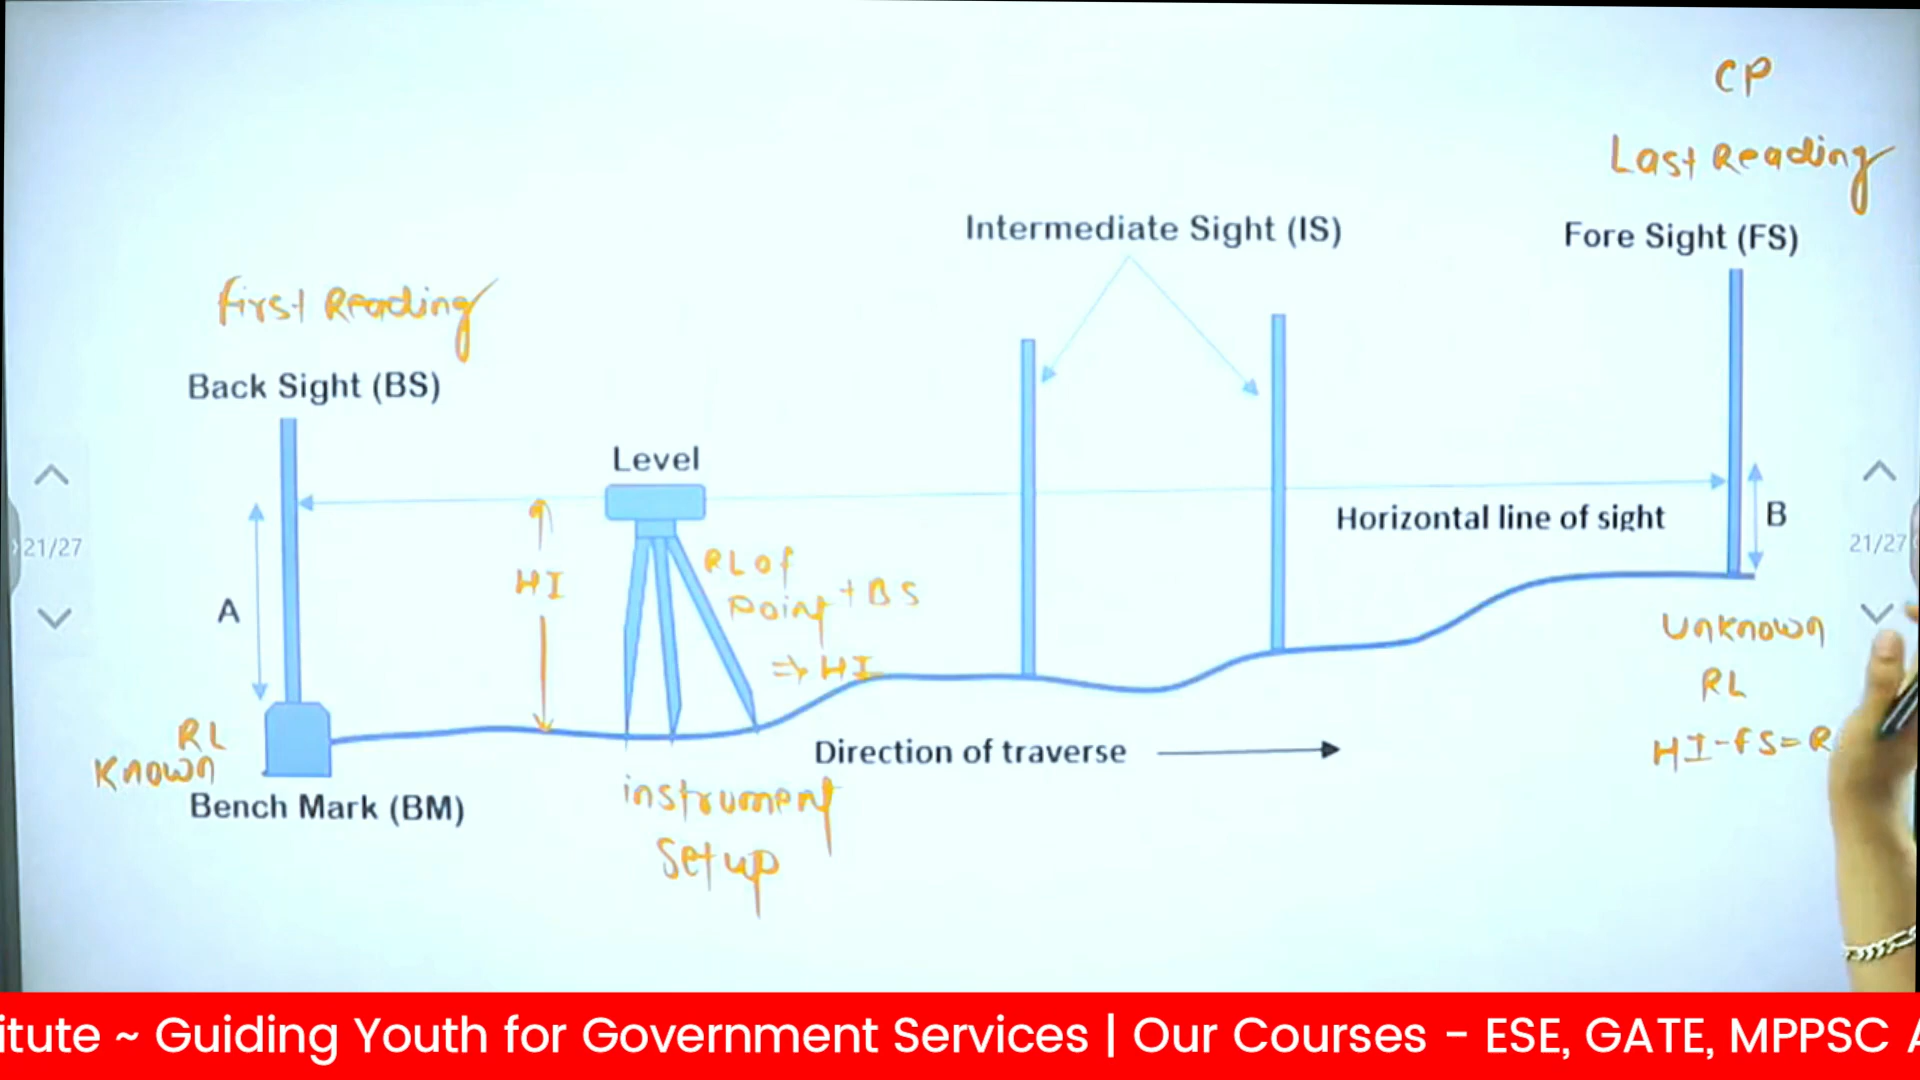 CP
Last Reading
Intermediate Sight (IS)
Fore Sight (FS)
First Reading
Back Sight (BS)
Level
Horizontal line of sight
B
21/27
21/27
HI
RL of
Point + BS
⇒ HI
A
Unknown
RL
HI-FS=R
RL
Known
Direction of traverse
Bench Mark (BM)
instrument
Setup
itute ~ Guiding Youth for Government Services | Our Courses - ESE, GATE, MPPSC A